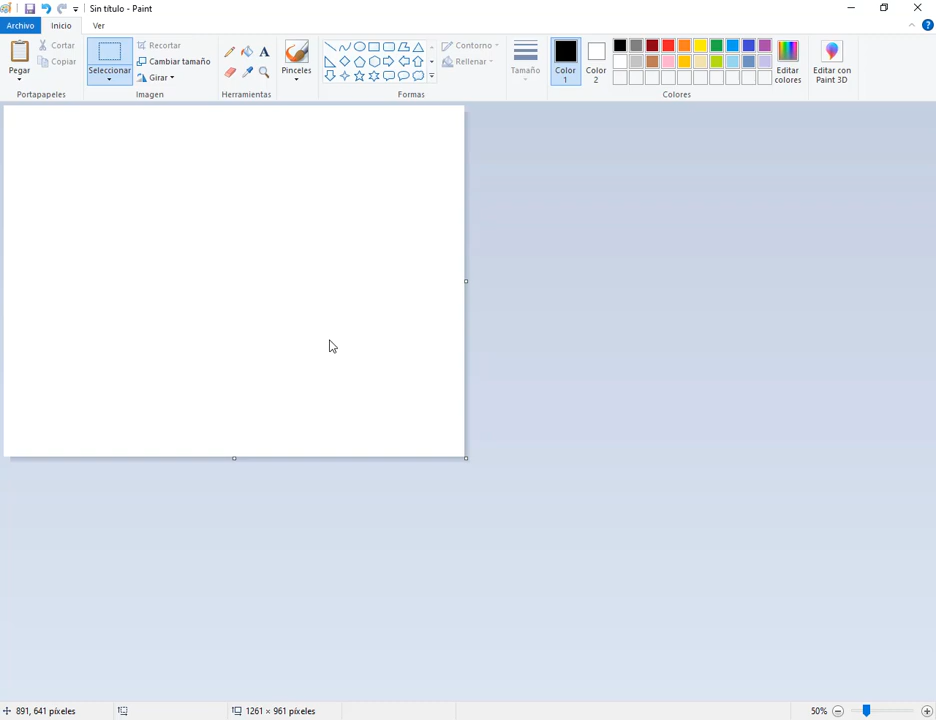 Sin título - Paint
Archivo Inicio Ver
Pegar
Cortar
Copiar
Portapapeles
Seleccionar
Recortar
Cambiar tamaño
Girar
Imagen
A
Herramientas
Pinceles
Contorno
Rellenar
Formas
Tamaño
Color
1
Color
2
Editar
colores
Colores
Editar con
Paint 3D
891, 641 píxeles
1261 × 961 píxeles
50%